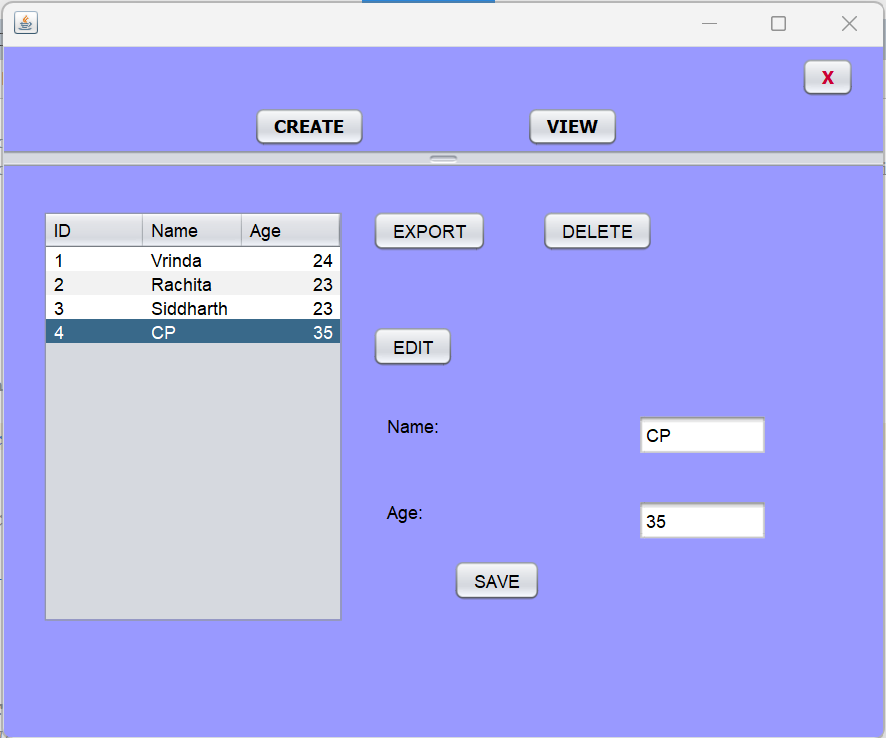 X
CREATE VIEW
ID Name Age
1 Vrinda 24
2 Rachita 23
3 Siddharth 23
4 CP 35
EXPORT DELETE
EDIT
Name: CP
Age: 35
SAVE